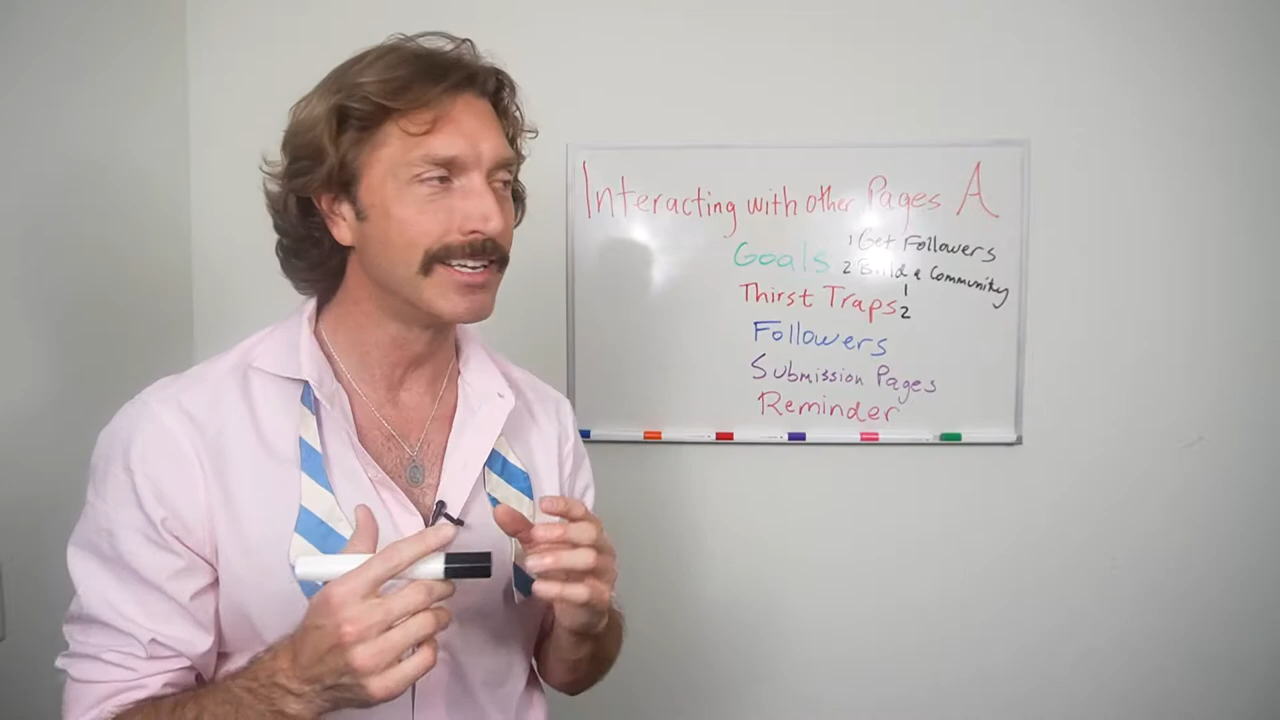 Interacting with other Pages A
Goals 1 Get Followers
2 Build a Community
Thirst Traps 1
2
Followers
Submission Pages
Reminder